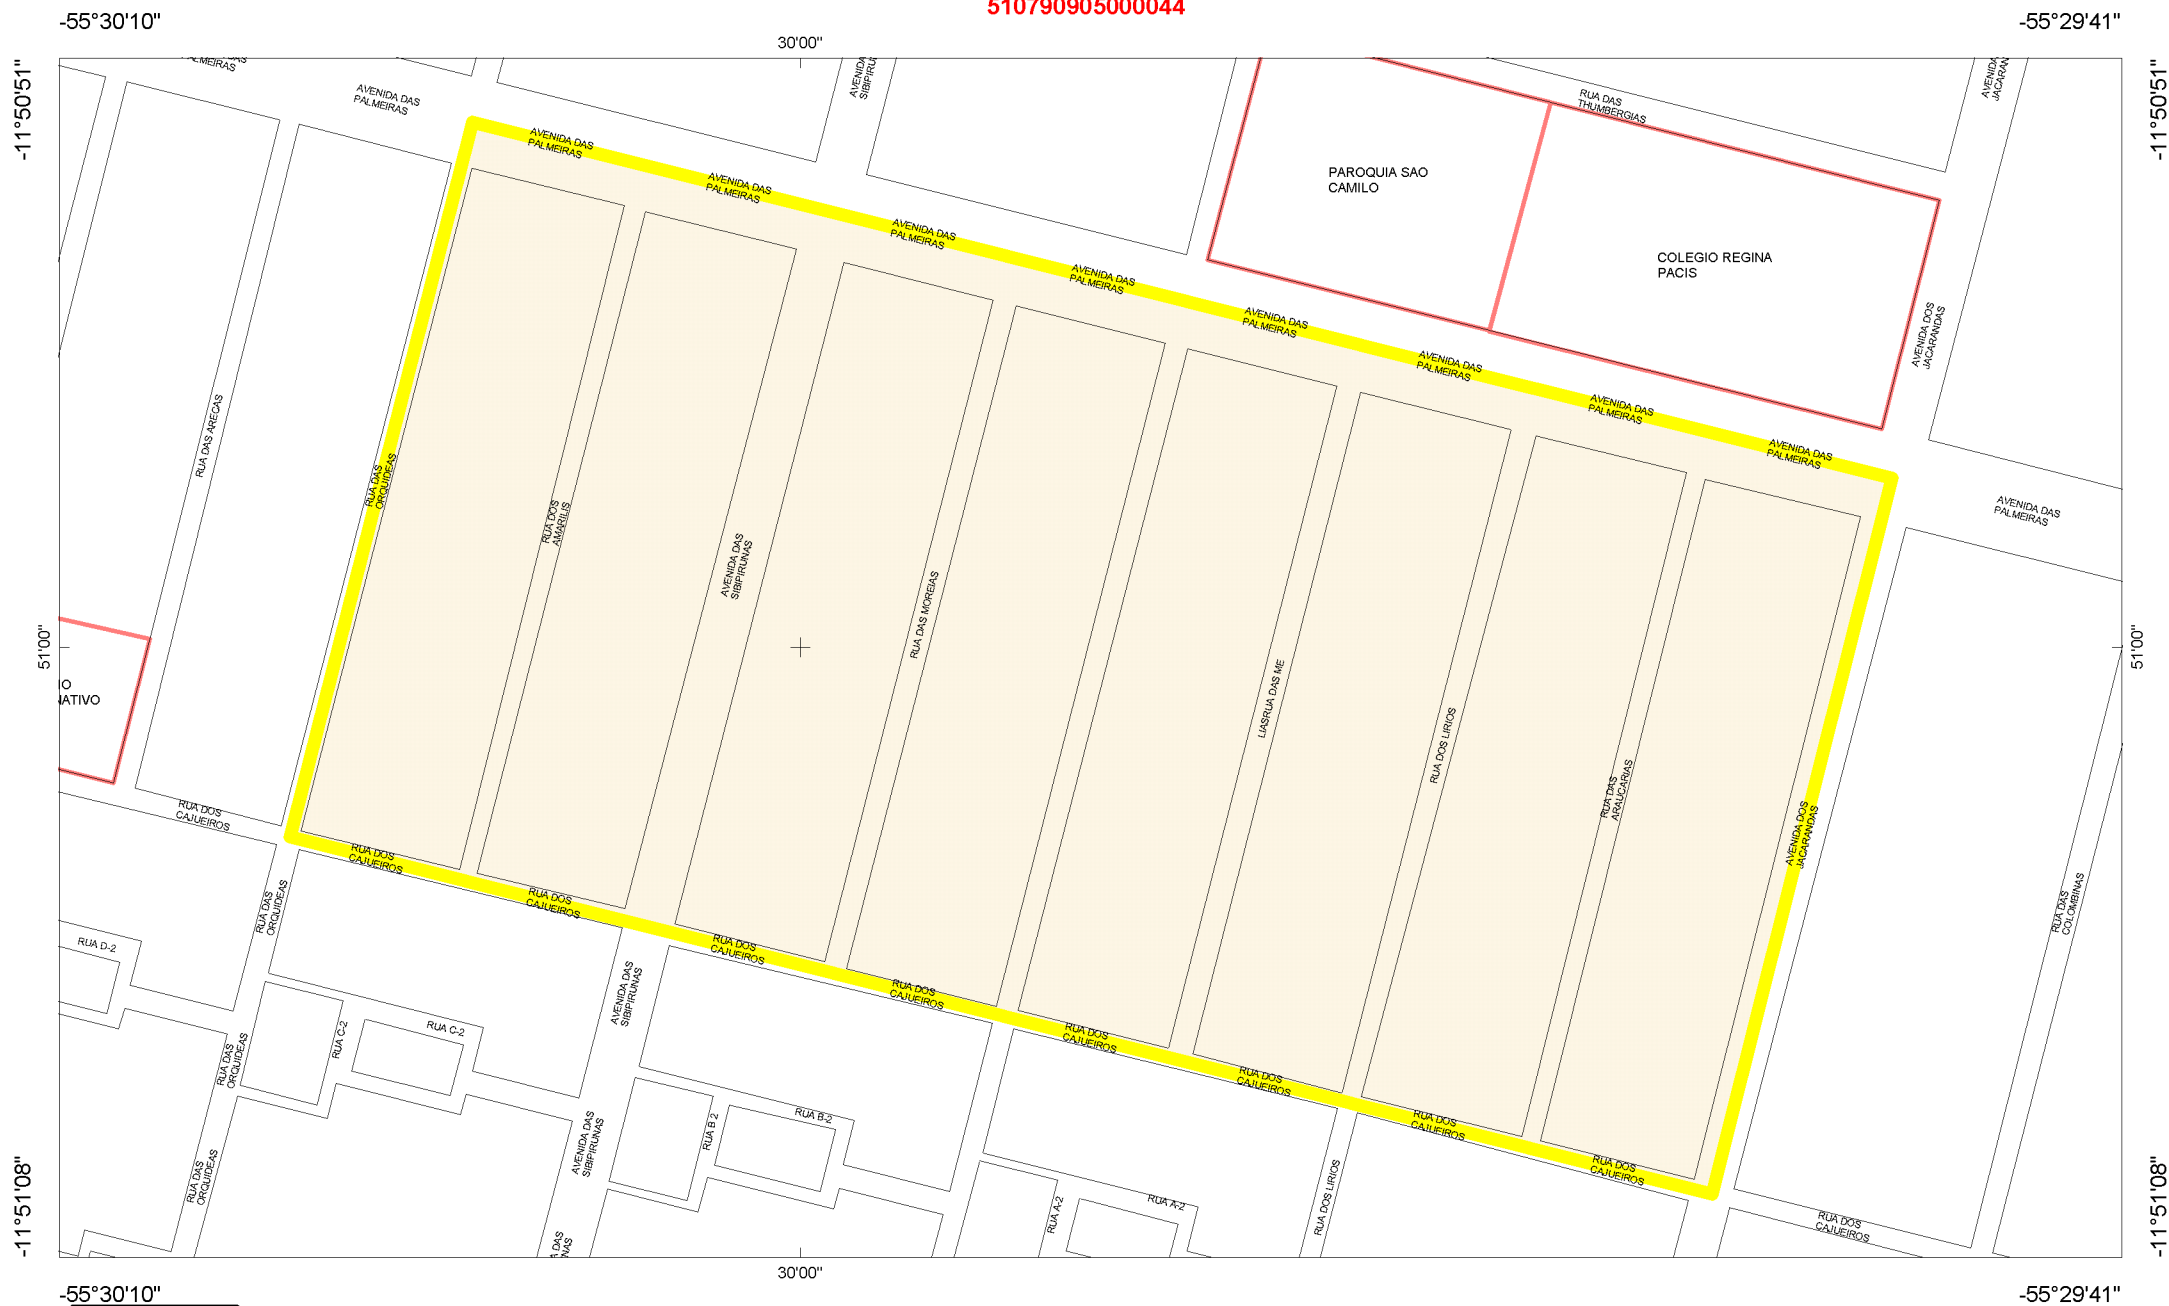 510790905000044
-55°30'10"
-55°29'41"
30'00"
-11°50'51"
-11°50'51"
PALMEIRAS
AVENIDA DAS
PALMEIRAS
AVENIDA
SIBIPIRU
AVENIDA
JACARAN
RUA DAS
THUMBERGIAS
AVENIDA DAS
PALMEIRAS
AVENIDA DAS
PALMEIRAS
AVENIDA DAS
PALMEIRAS
AVENIDA DAS
PALMEIRAS
AVENIDA DAS
PALMEIRAS
AVENIDA DAS
PALMEIRAS
AVENIDA DAS
PALMEIRAS
AVENIDA DAS
PALMEIRAS
AVENIDA DAS
PALMEIRAS
PAROQUIA SAO
CAMILO
COLEGIO REGINA
PACIS
AVENIDA DOS
JACARANDAS
RUA DAS ARECAS
RUA DAS
ORQUIDEAS
RUA DOS
AMARILIS
AVENIDA DAS
SIBIPIRUNAS
RUA DAS MOREIAS
LIASRUA DAS ME
RUA DOS LIRIOS
RUA DAS
ARAUCARIAS
AVENIDA DOS
JACARANDAS
RUA DAS
COLOMBINAS
51'00"
51'00"
IO
NATIVO
RUA DOS
CAJUEIROS
RUA DOS
CAJUEIROS
RUA DOS
CAJUEIROS
RUA DOS
CAJUEIROS
RUA DOS
CAJUEIROS
RUA DOS
CAJUEIROS
RUA DOS
CAJUEIROS
RUA DOS
CAJUEIROS
RUA DOS
CAJUEIROS
RUA DOS
CAJUEIROS
RUA DAS
ORQUIDEAS
RUA D-2
AVENIDA DAS
SIBIPIRUNAS
RUA DAS
ORQUIDEAS
RUA C-2
RUA C-2
AVENIDA DAS
SIBIPIRUNAS
RUA B 2
RUA B-2
RUA DAS
ORQUIDEAS
RUA A-2
RUA A-2
RUA DOS LIRIOS
A DAS
NAS
-11°51'08"
-11°51'08"
30'00"
-55°30'10"
-55°29'41"